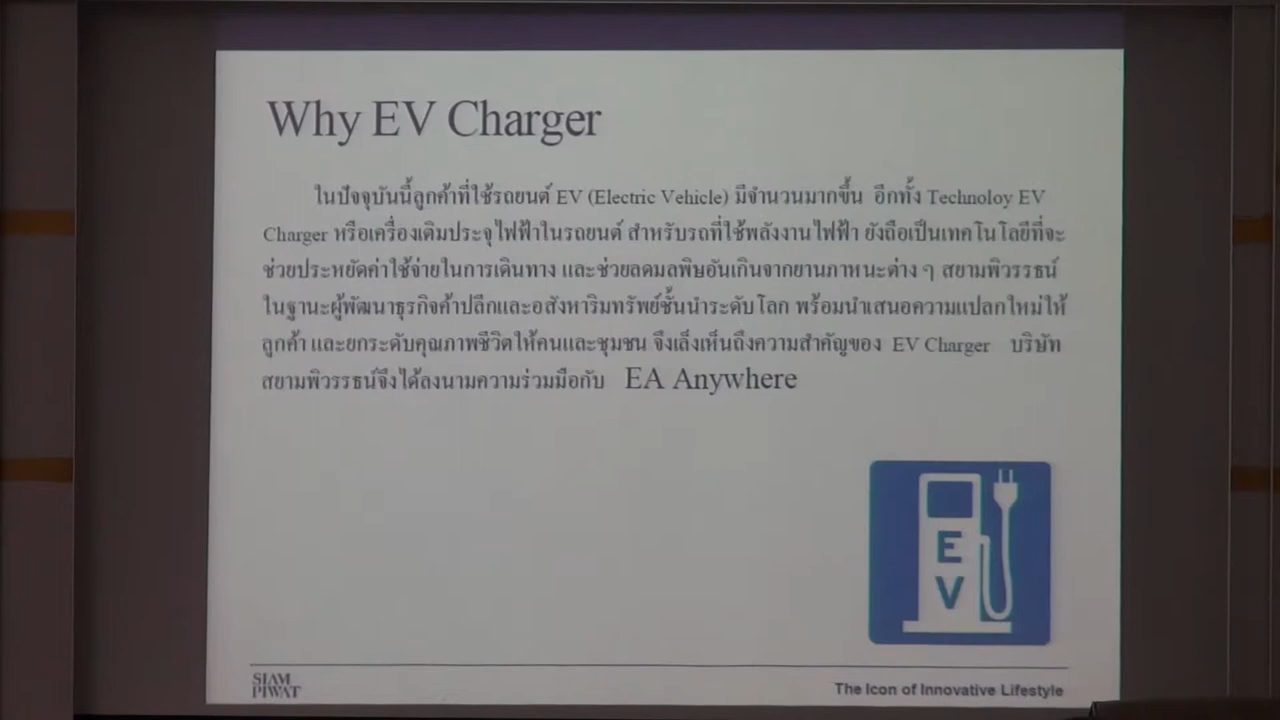 Why EV Charger
ในปัจจุบันนี้ลูกค้าที่ใช้รถยนต์ EV (Electric Vehicle) มีจำนวนมากขึ้น อีกทั้ง Technoloy EV
Charger หรือเครื่องเติมประจุไฟฟ้าในรถยนต์ สำหรับรถที่ใช้พลังงานไฟฟ้า ยังถือเป็นเทคโนโลยีที่จะ
ช่วยประหยัดค่าใช้จ่ายในการเดินทาง และช่วยลดมลพิษอันเกินจากยานภาหนะต่าง ๆ สยามพิวรรธน์
ในฐานะผู้พัฒนาธุรกิจค้าปลีกและอสังหาริมทรัพย์ชั้นนำระดับโลก พร้อมนำเสนอความแปลกใหม่ให้
ลูกค้า และยกระดับคุณภาพชีวิตให้คนและชุมชน จึงเล็งเห็นถึงความสำคัญของ EV Charger บริษัท
สยามพิวรรธน์จึงได้ลงนามความร่วมมือกับ EA Anywhere
E
V
SIAM
PIWAT
The Icon of Innovative Lifestyle